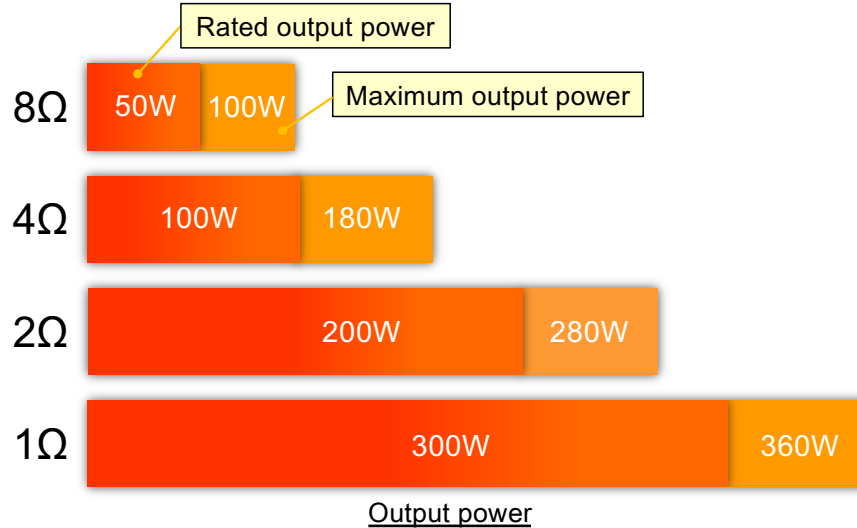 Rated output power
8Ω 50W 100W
Maximum output power
4Ω 100W 180W
2Ω 200W 280W
1Ω 300W 360W
Output power